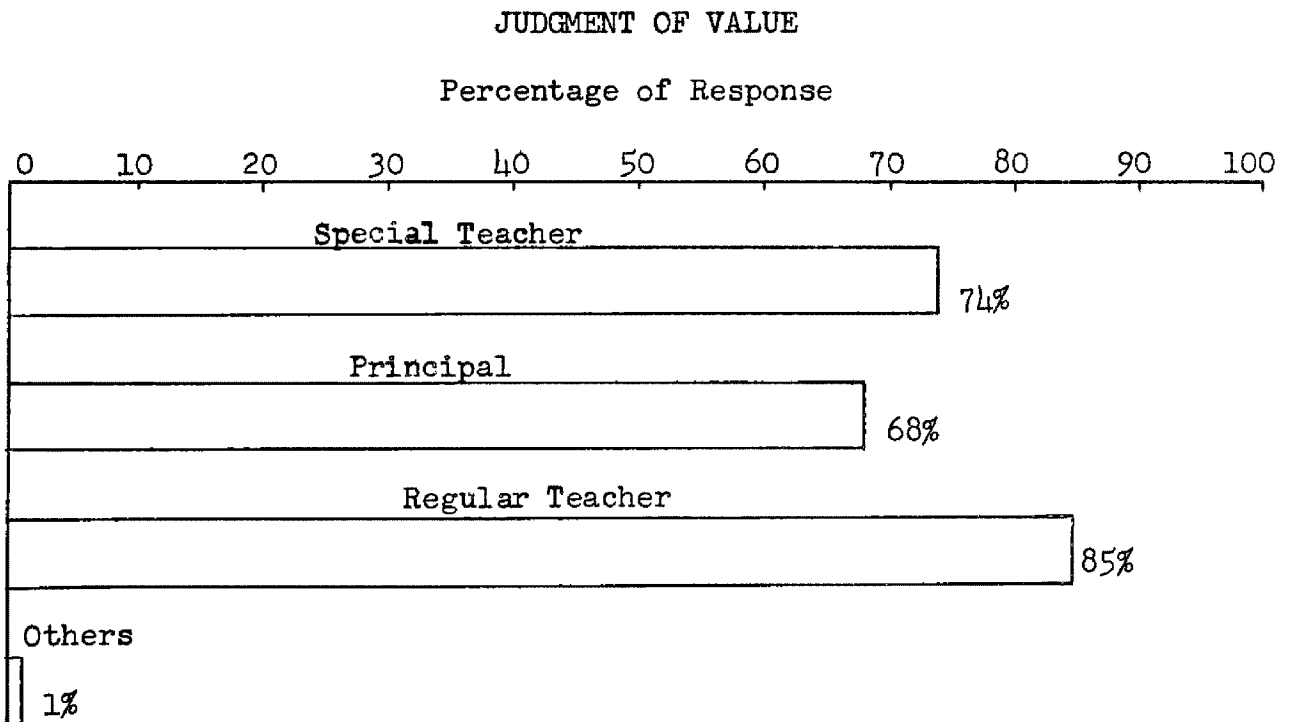 JUDGMENT OF VALUE
Percentage of Response
0 10 20 30 40 50 60 70 80 90 100
Special Teacher
74%
Principal
68%
Regular Teacher
85%
Others
1%